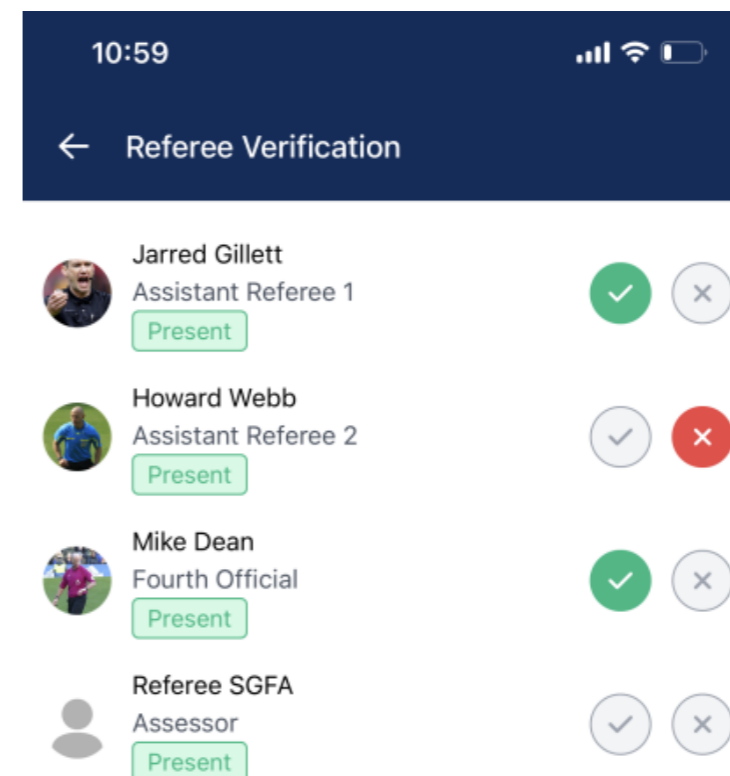 10:59
Referee Verification
Jarred Gillett
Assistant Referee 1
Present
Howard Webb
Assistant Referee 2
Present
Mike Dean
Fourth Official
Present
Referee SGFA
Assessor
Present